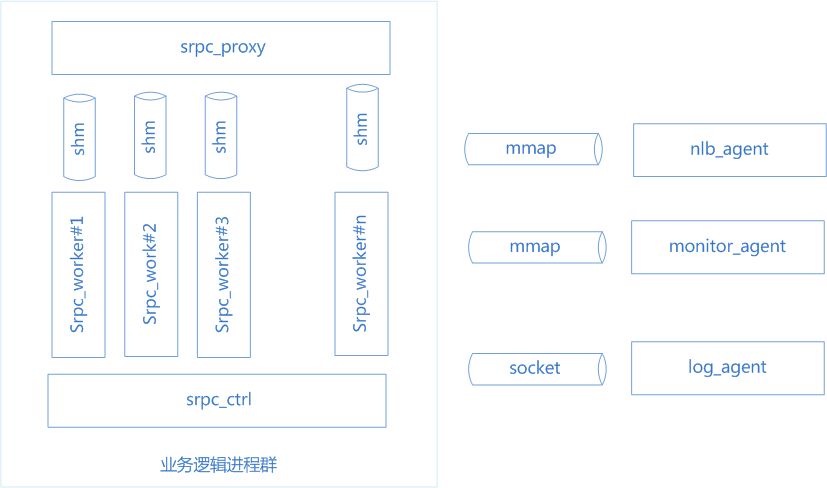 srpc_proxy
shm
shm
shm
shm
Srpc_worker#1
Srpc_work#2
Srpc_worker#3
Srpc_worker#n
srpc_ctrl
业务逻辑进程群
mmap
nlb_agent
mmap
monitor_agent
socket
log_agent